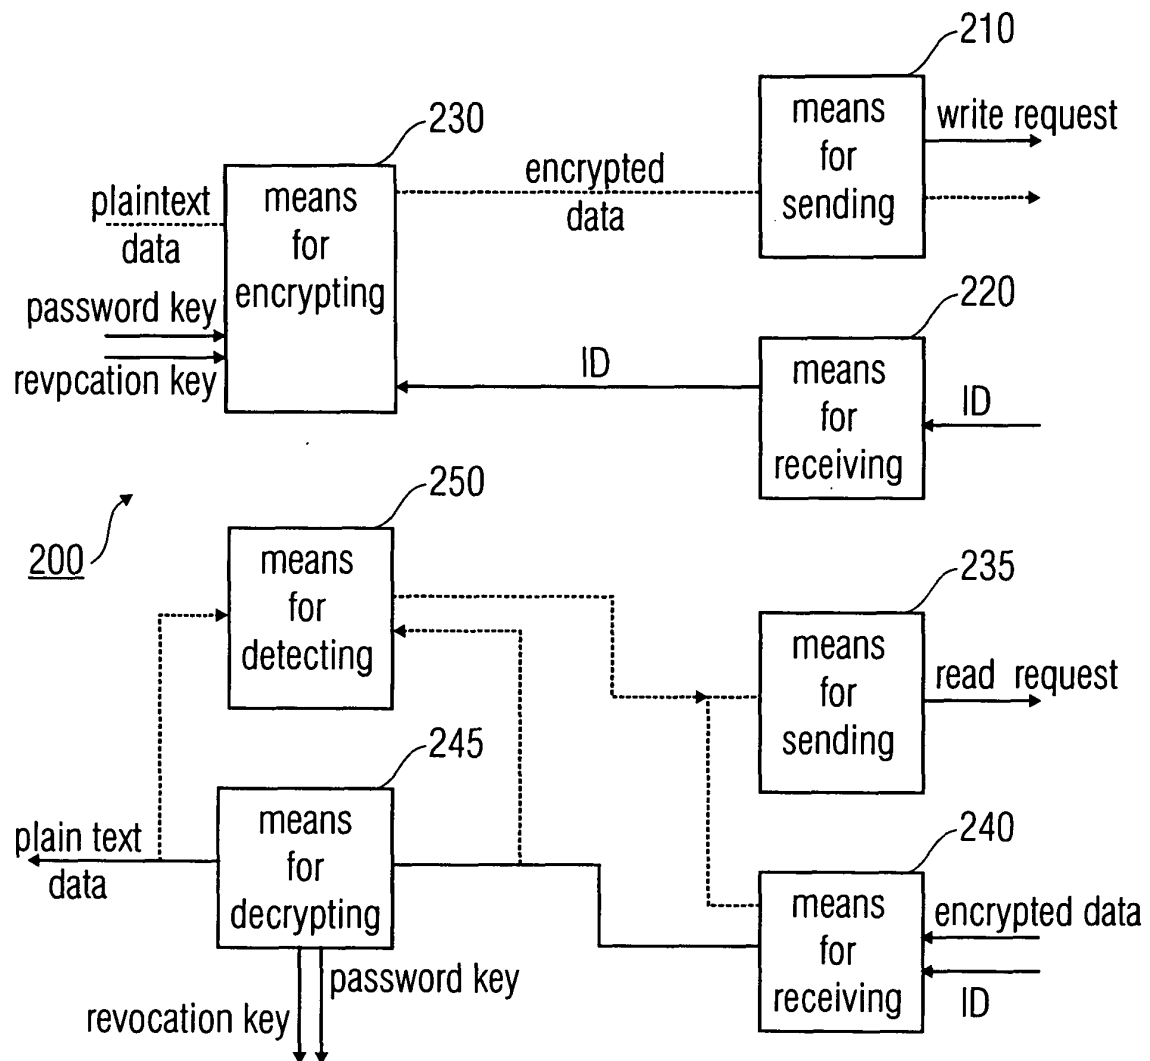 210
means
for
sending
write request
230
means
for
encrypting
plaintext
data
encrypted
data
password key
revpcation key
220
means
for
receiving
ID
ID
200
250
means
for
detecting
235
means
for
sending
read request
245
means
for
decrypting
plain text
data
240
means
for
receiving
encrypted data
ID
password key
revocation key